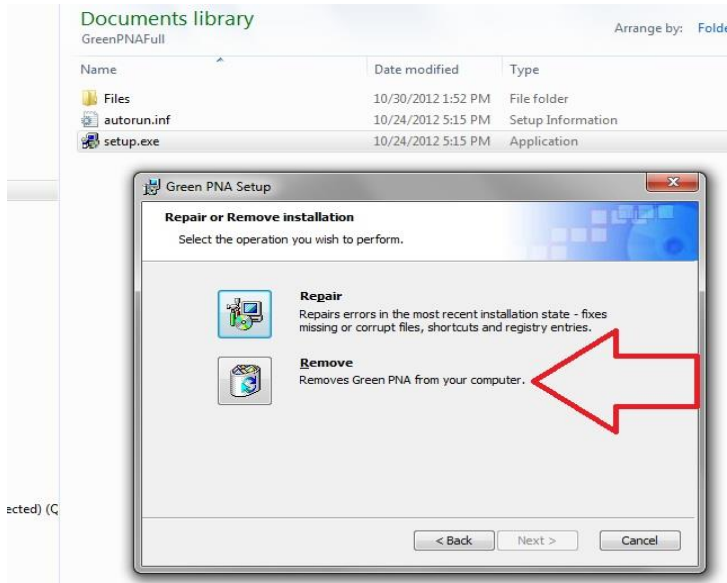 Documents library
GreenPNAFull
Arrange by: Folde
Name Date modified Type
Files 10/30/2012 1:52 PM File folder
autorun.inf 10/24/2012 5:15 PM Setup Information
setup.exe 10/24/2012 5:15 PM Application
Green PNA Setup
Repair or Remove installation
Select the operation you wish to perform.
Repair
Repairs errors in the most recent installation state - fixes
missing or corrupt files, shortcuts and registry entries.
Remove
Removes Green PNA from your computer.
ected) (Q
< Back Next > Cancel